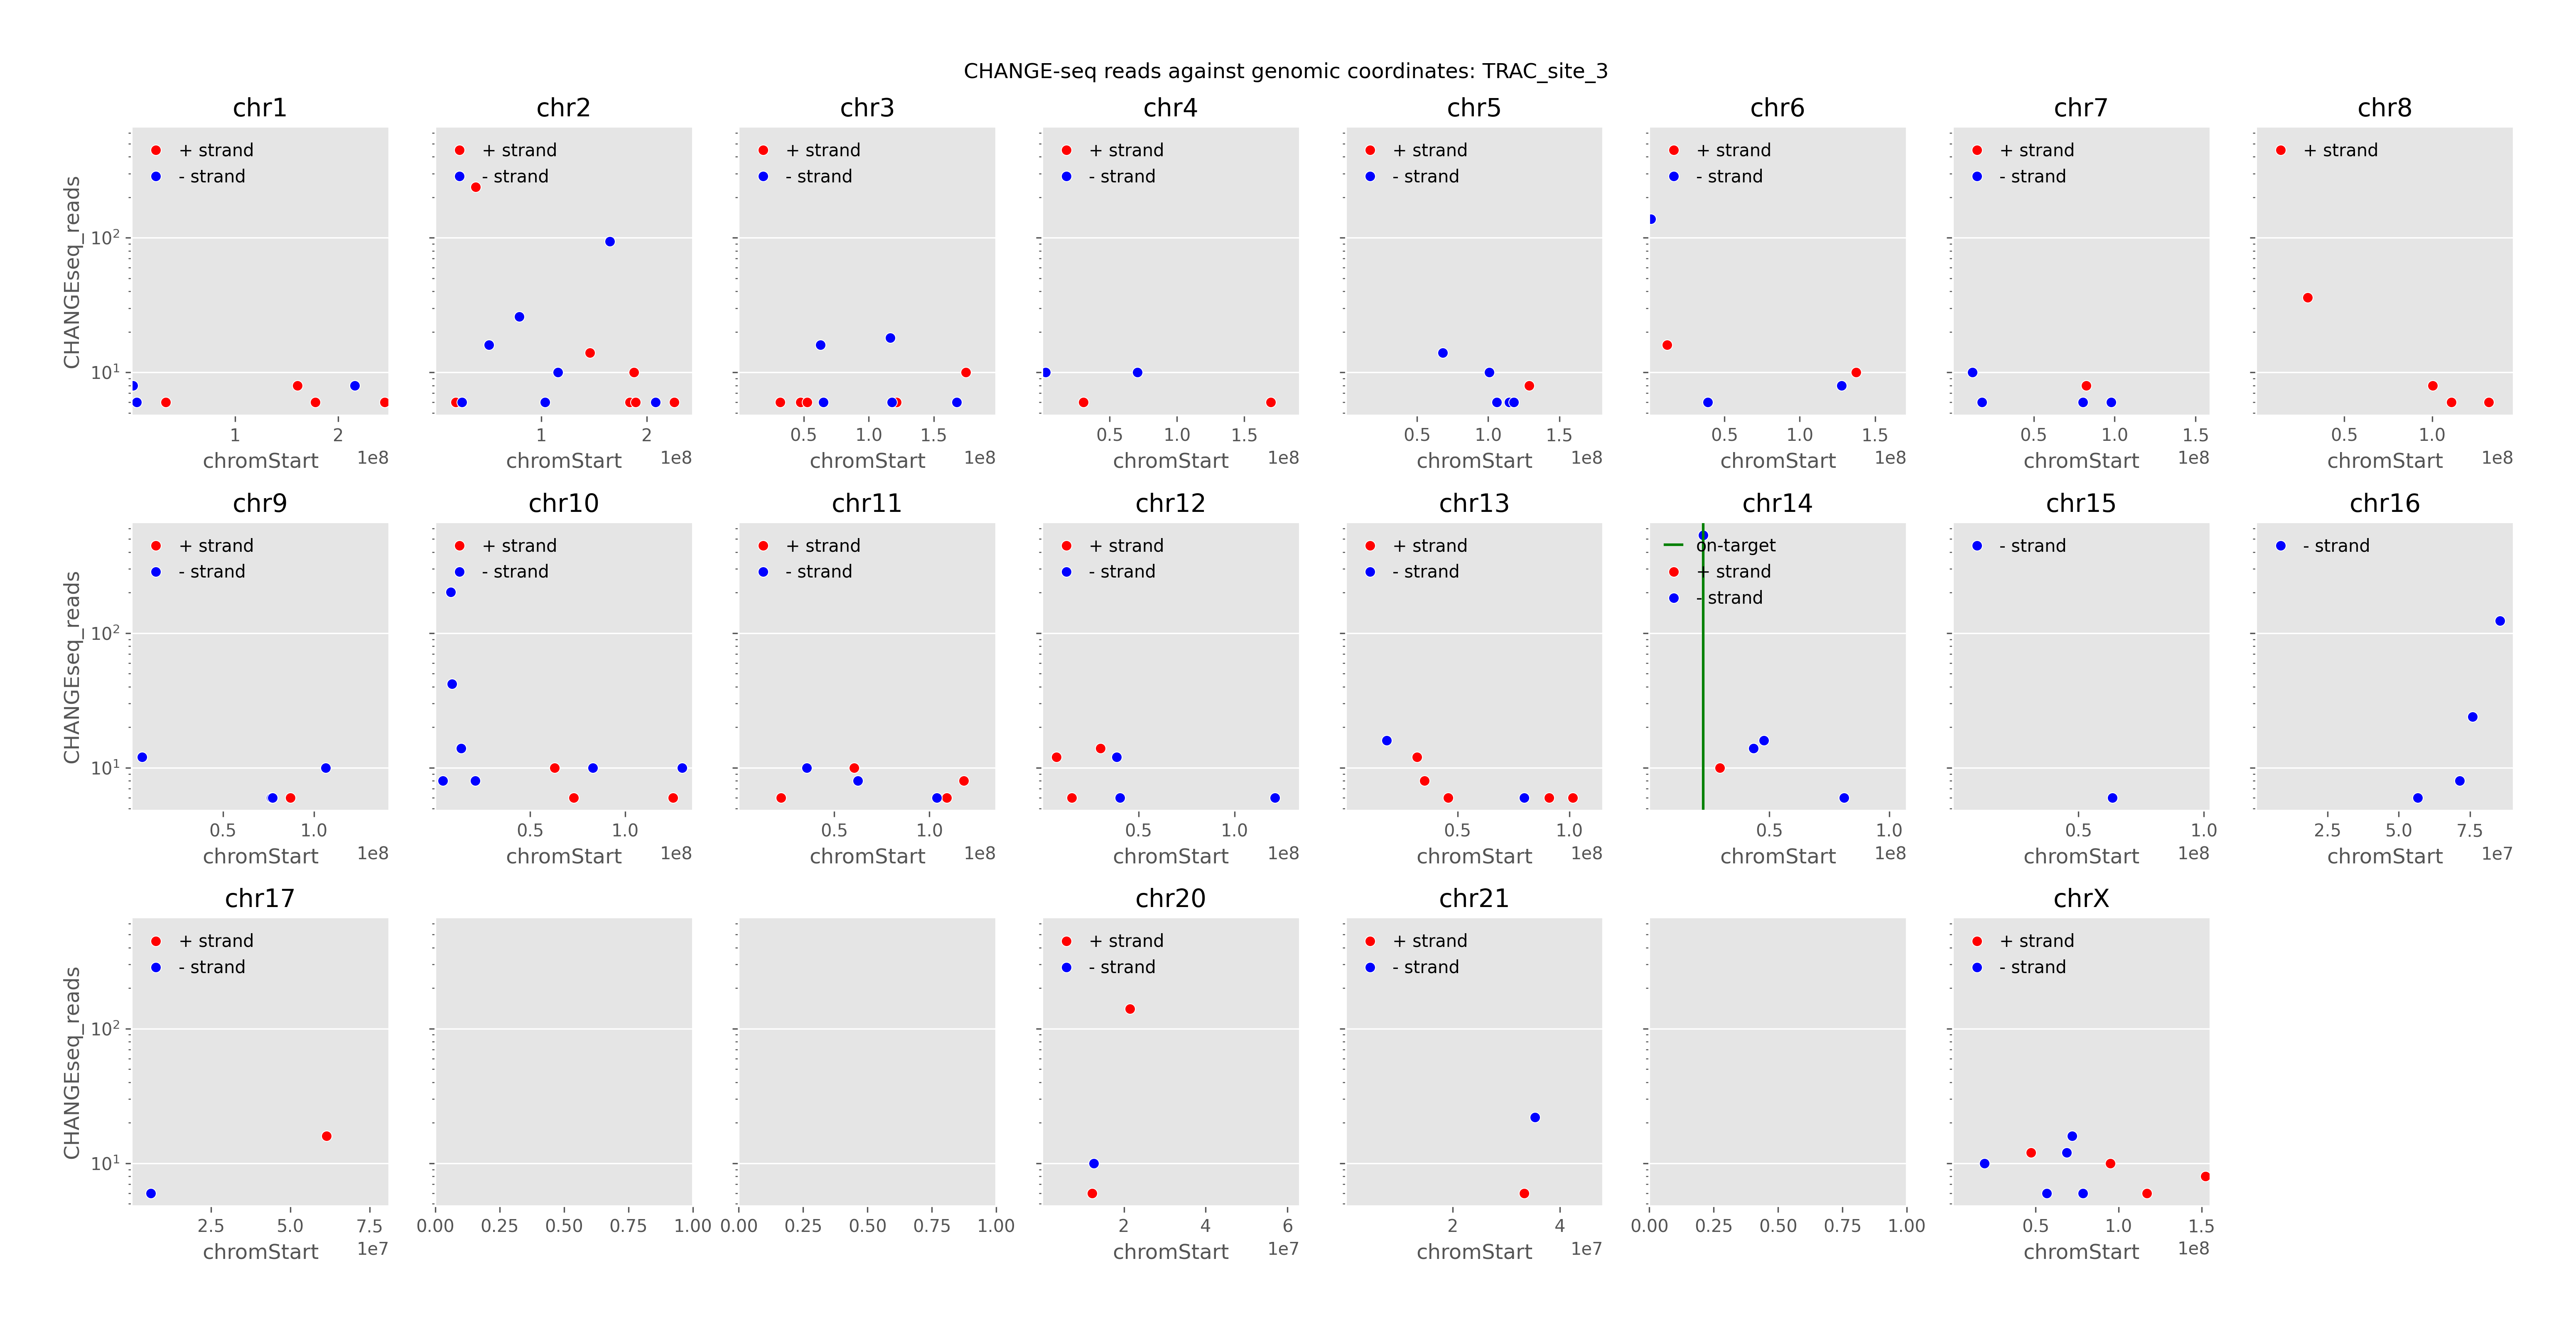 CHANGE-seq reads against genomic coordinates: TRAC_site_3
chr1 chr2 chr3 chr4 chr5 chr6 chr7 chr8
+ strand + strand + strand + strand + strand + strand + strand + strand
- strand - strand - strand - strand - strand - strand - strand
CHANGEseq_reads
10²
10¹
1 2 1 2 0.5 1.0 1.5 0.5 1.0 1.5 0.5 1.0 1.5 0.5 1.0 1.5 0.5 1.0 1.5 0.5 1.0
chromStart 1e8 chromStart 1e8 chromStart 1e8 chromStart 1e8 chromStart 1e8 chromStart 1e8 chromStart 1e8 chromStart 1e8
chr9 chr10 chr11 chr12 chr13 chr14 chr15 chr16
+ strand + strand + strand + strand + strand on-target - strand - strand
- strand - strand - strand - strand - strand + strand
- strand
CHANGEseq_reads
10²
10¹
0.5 1.0 0.5 1.0 0.5 1.0 0.5 1.0 0.5 1.0 0.5 1.0 0.5 1.0 2.5 5.0 7.5
chromStart 1e8 chromStart 1e8 chromStart 1e8 chromStart 1e8 chromStart 1e8 chromStart 1e8 chromStart 1e8 chromStart 1e7
chr17 chr20 chr21 chrX
+ strand + strand + strand + strand
- strand - strand - strand - strand
CHANGEseq_reads
10²
10¹
2.5 5.0 7.5 0.00 0.25 0.50 0.75 1.00 0.00 0.25 0.50 0.75 1.00 2 4 6 2 4 0.00 0.25 0.50 0.75 1.00 0.5 1.0 1.5
chromStart 1e7 chromStart 1e7 chromStart 1e7 chromStart 1e8